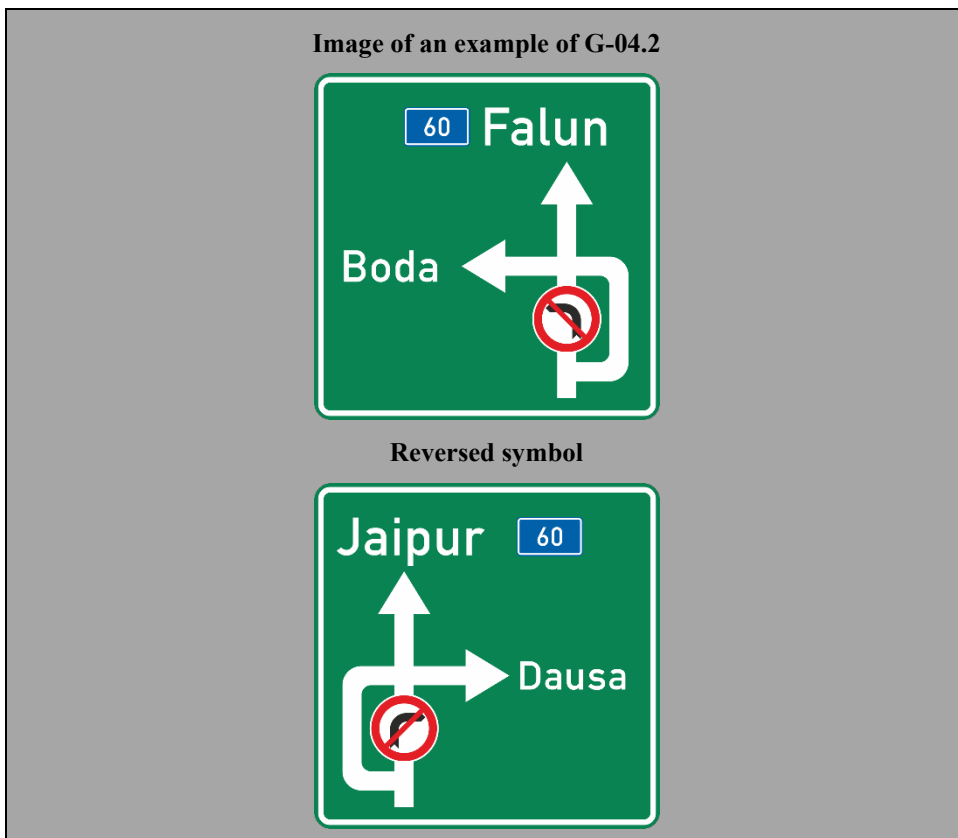 Image of an example of G-04.2
60 Falun
Boda
Reversed symbol
Jaipur 60
Dausa